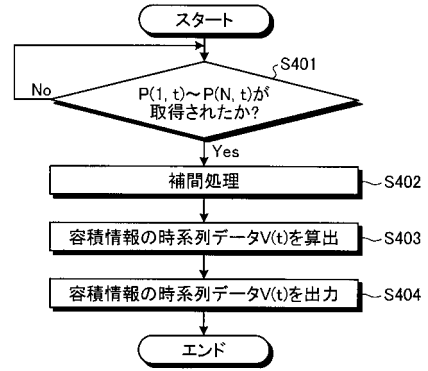 スタート
S401
No
P(1, t)～P(N, t)が
取得されたか?
Yes
補間処理
S402
容積情報の時系列データV(t)を算出
S403
容積情報の時系列データV(t)を出力
S404
エンド